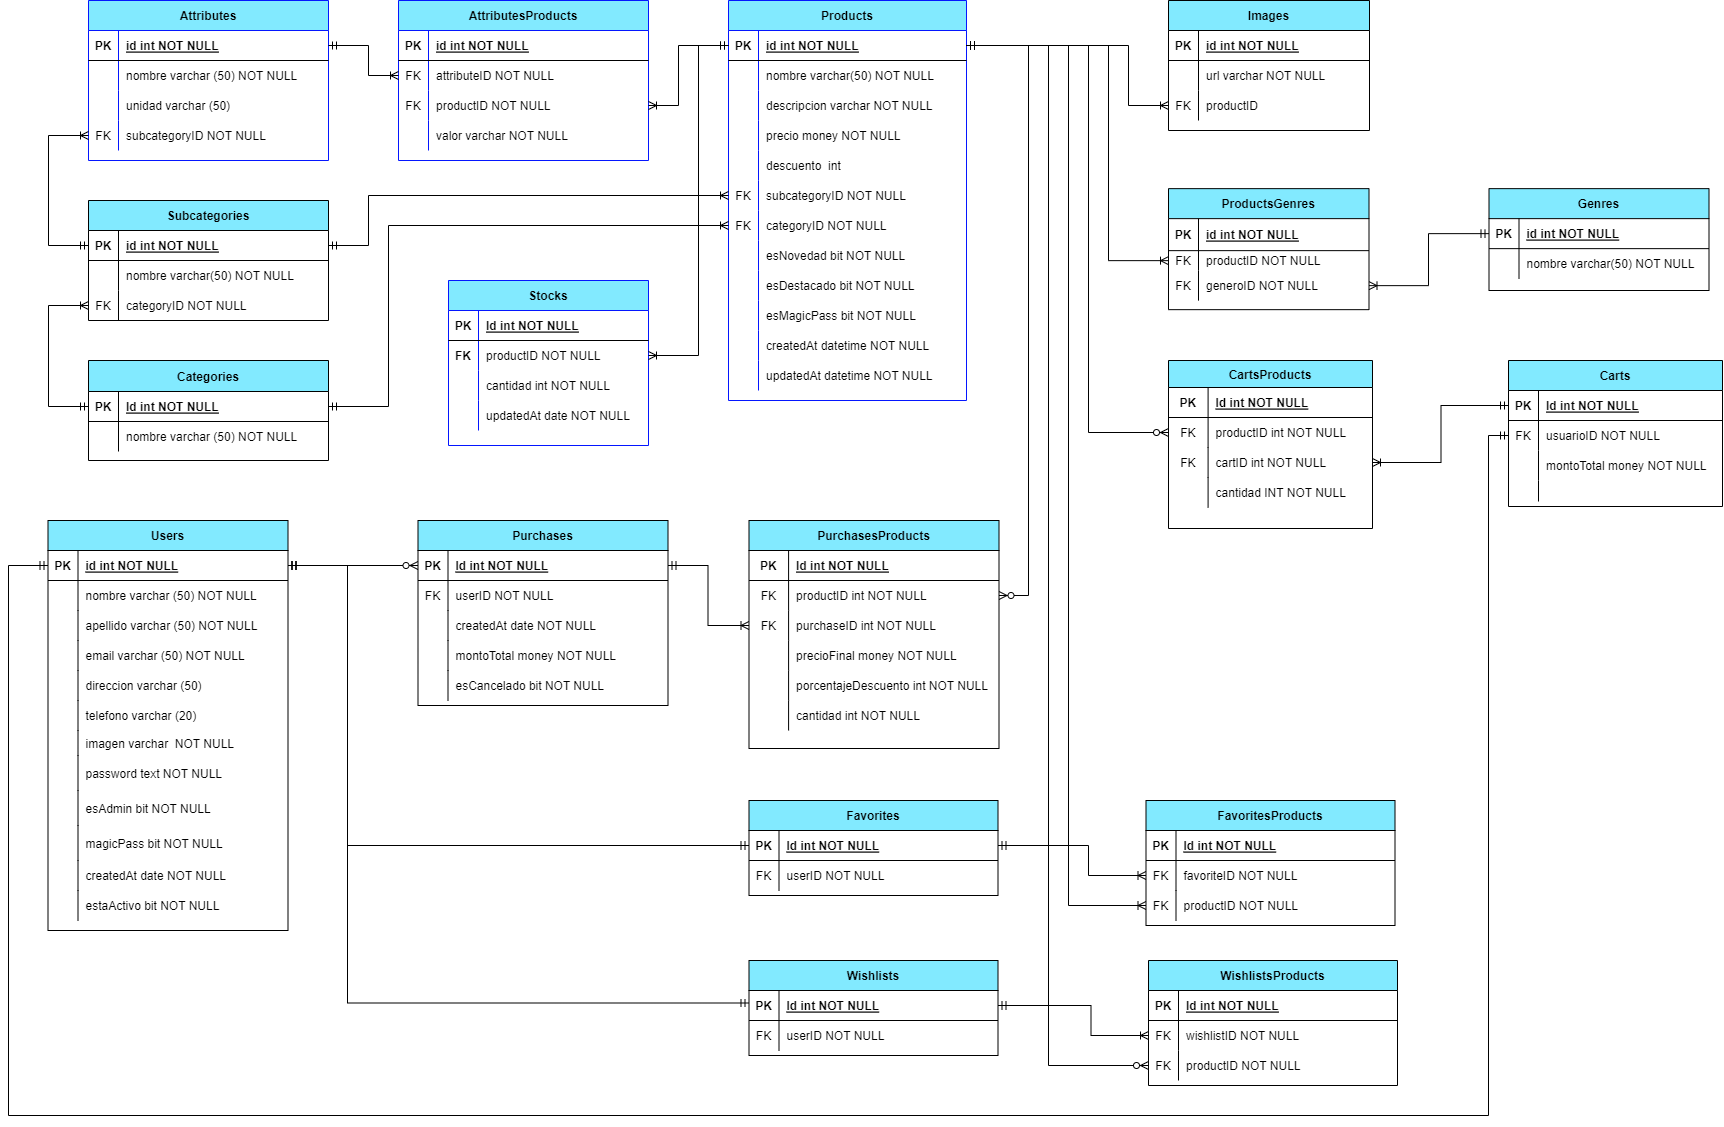 Attributes
PK id int NOT NULL
nombre varchar (50) NOT NULL
unidad varchar (50)
FK subcategoryID NOT NULL
AttributesProducts
PK id int NOT NULL
FK attributeID NOT NULL
FK productID NOT NULL
valor varchar NOT NULL
Products
PK id int NOT NULL
nombre varchar(50) NOT NULL
descripcion varchar NOT NULL
precio money NOT NULL
descuento int
FK subcategoryID NOT NULL
FK categoryID NOT NULL
esNovedad bit NOT NULL
esDestacado bit NOT NULL
esMagicPass bit NOT NULL
createdAt datetime NOT NULL
updatedAt datetime NOT NULL
Images
PK id int NOT NULL
url varchar NOT NULL
FK productID
Subcategories
PK id int NOT NULL
nombre varchar(50) NOT NULL
FK categoryID NOT NULL
Stocks
PK Id int NOT NULL
FK productID NOT NULL
cantidad int NOT NULL
updatedAt date NOT NULL
ProductsGenres
PK id int NOT NULL
FK productID NOT NULL
FK generoID NOT NULL
Genres
PK id int NOT NULL
nombre varchar(50) NOT NULL
Categories
PK Id int NOT NULL
nombre varchar (50) NOT NULL
CartsProducts
PK Id int NOT NULL
FK productID int NOT NULL
FK cartID int NOT NULL
cantidad INT NOT NULL
Carts
PK Id int NOT NULL
FK usuarioID NOT NULL
montoTotal money NOT NULL
Users
PK id int NOT NULL
nombre varchar (50) NOT NULL
apellido varchar (50) NOT NULL
email varchar (50) NOT NULL
direccion varchar (50)
telefono varchar (20)
imagen varchar NOT NULL
password text NOT NULL
esAdmin bit NOT NULL
magicPass bit NOT NULL
createdAt date NOT NULL
estaActivo bit NOT NULL
Purchases
PK Id int NOT NULL
FK userID NOT NULL
createdAt date NOT NULL
montoTotal money NOT NULL
esCancelado bit NOT NULL
PurchasesProducts
PK Id int NOT NULL
FK productID int NOT NULL
FK purchaseID int NOT NULL
precioFinal money NOT NULL
porcentajeDescuento int NOT NULL
cantidad int NOT NULL
Favorites
PK Id int NOT NULL
FK userID NOT NULL
FavoritesProducts
PK Id int NOT NULL
FK favoriteID NOT NULL
FK productID NOT NULL
Wishlists
PK Id int NOT NULL
FK userID NOT NULL
WishlistsProducts
PK Id int NOT NULL
FK wishlistID NOT NULL
FK productID NOT NULL